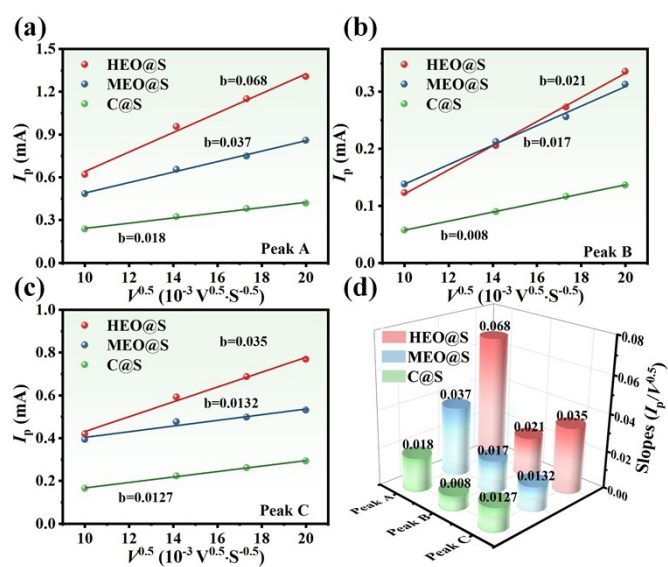 (a)
HEO@S
MEO@S
C@S
b=0.068
b=0.037
b=0.018
Peak A
1.5
1.2
0.9
0.6
0.3
0.0
Iₚ (mA)
10 12 14 16 18 20
V^0.5 (10^-3 V^0.5·S^-0.5)
(b)
HEO@S
MEO@S
C@S
b=0.021
b=0.017
b=0.008
Peak B
0.3
0.2
0.1
0.0
Iₚ (mA)
10 12 14 16 18 20
V^0.5 (10^-3 V^0.5·S^-0.5)
(c)
HEO@S
MEO@S
C@S
b=0.035
b=0.0132
b=0.0127
Peak C
1.0
0.8
0.6
0.4
0.2
0.0
Iₚ (mA)
10 12 14 16 18 20
V^0.5 (10^-3 V^0.5·S^-0.5)
(d)
HEO@S
MEO@S
C@S
0.068
0.037
0.021
0.035
0.018
0.017
0.0132
0.008
0.0127
Peak A
Peak B
Peak C
0.08
0.06
0.04
0.02
0.00
Slopes (Iₚ/V^0.5)